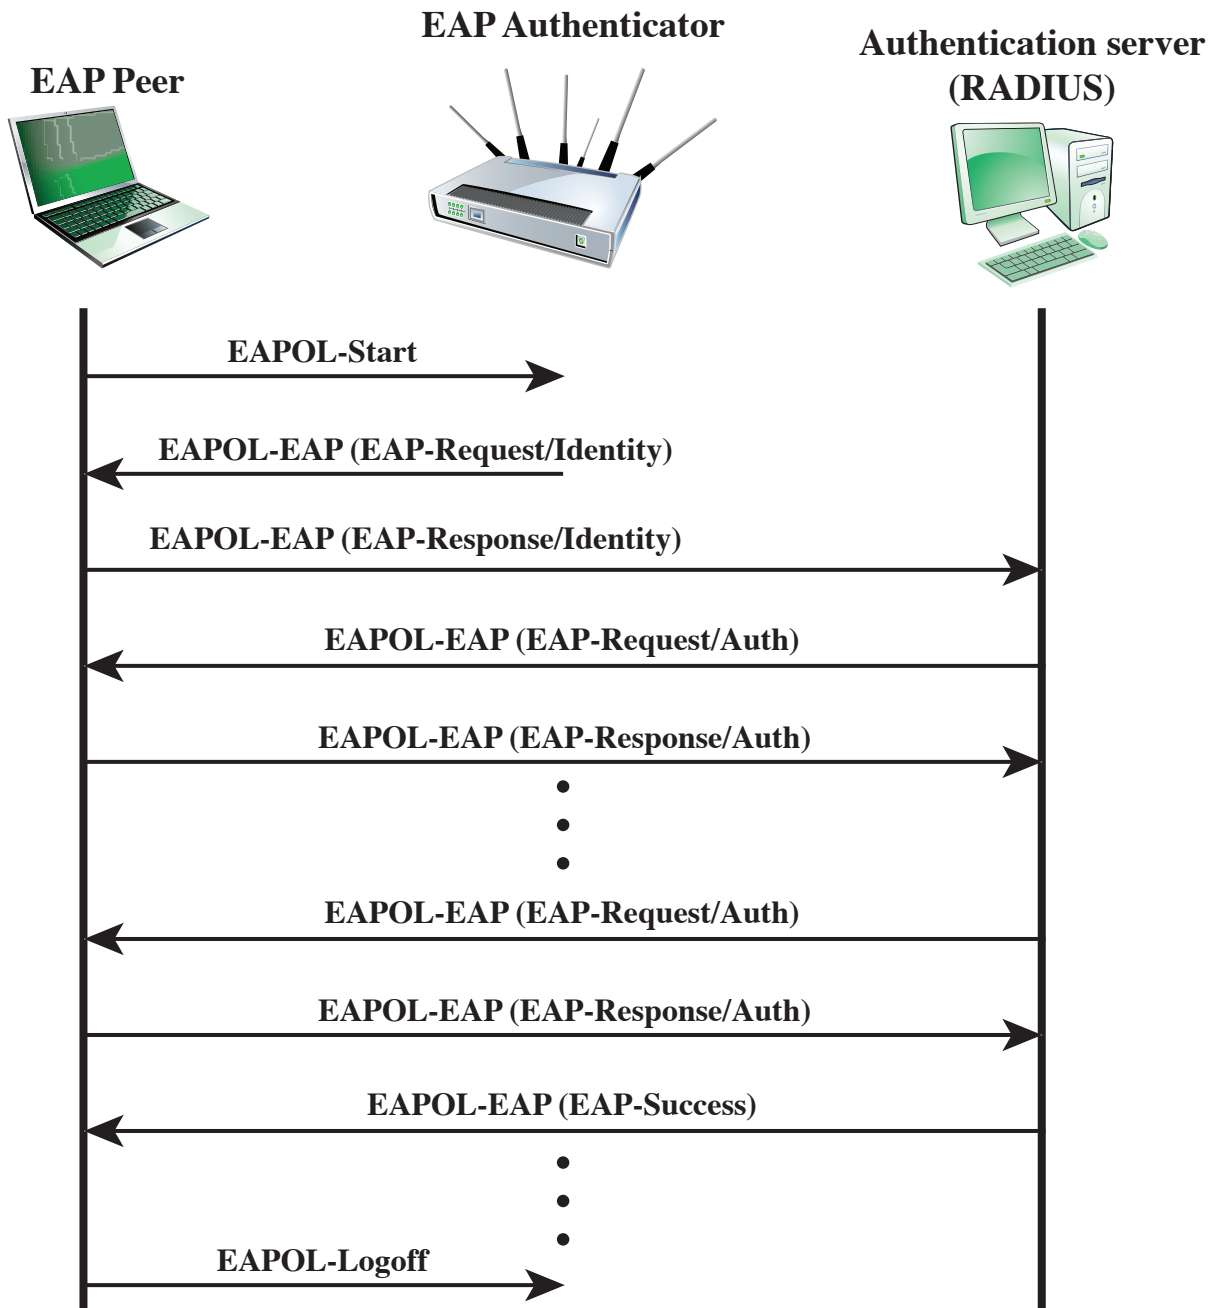 EAP Peer
EAP Authenticator
Authentication server
(RADIUS)
EAPOL-Start
EAPOL-EAP (EAP-Request/Identity)
EAPOL-EAP (EAP-Response/Identity)
EAPOL-EAP (EAP-Request/Auth)
EAPOL-EAP (EAP-Response/Auth)
EAPOL-EAP (EAP-Request/Auth)
EAPOL-EAP (EAP-Response/Auth)
EAPOL-EAP (EAP-Success)
EAPOL-Logoff